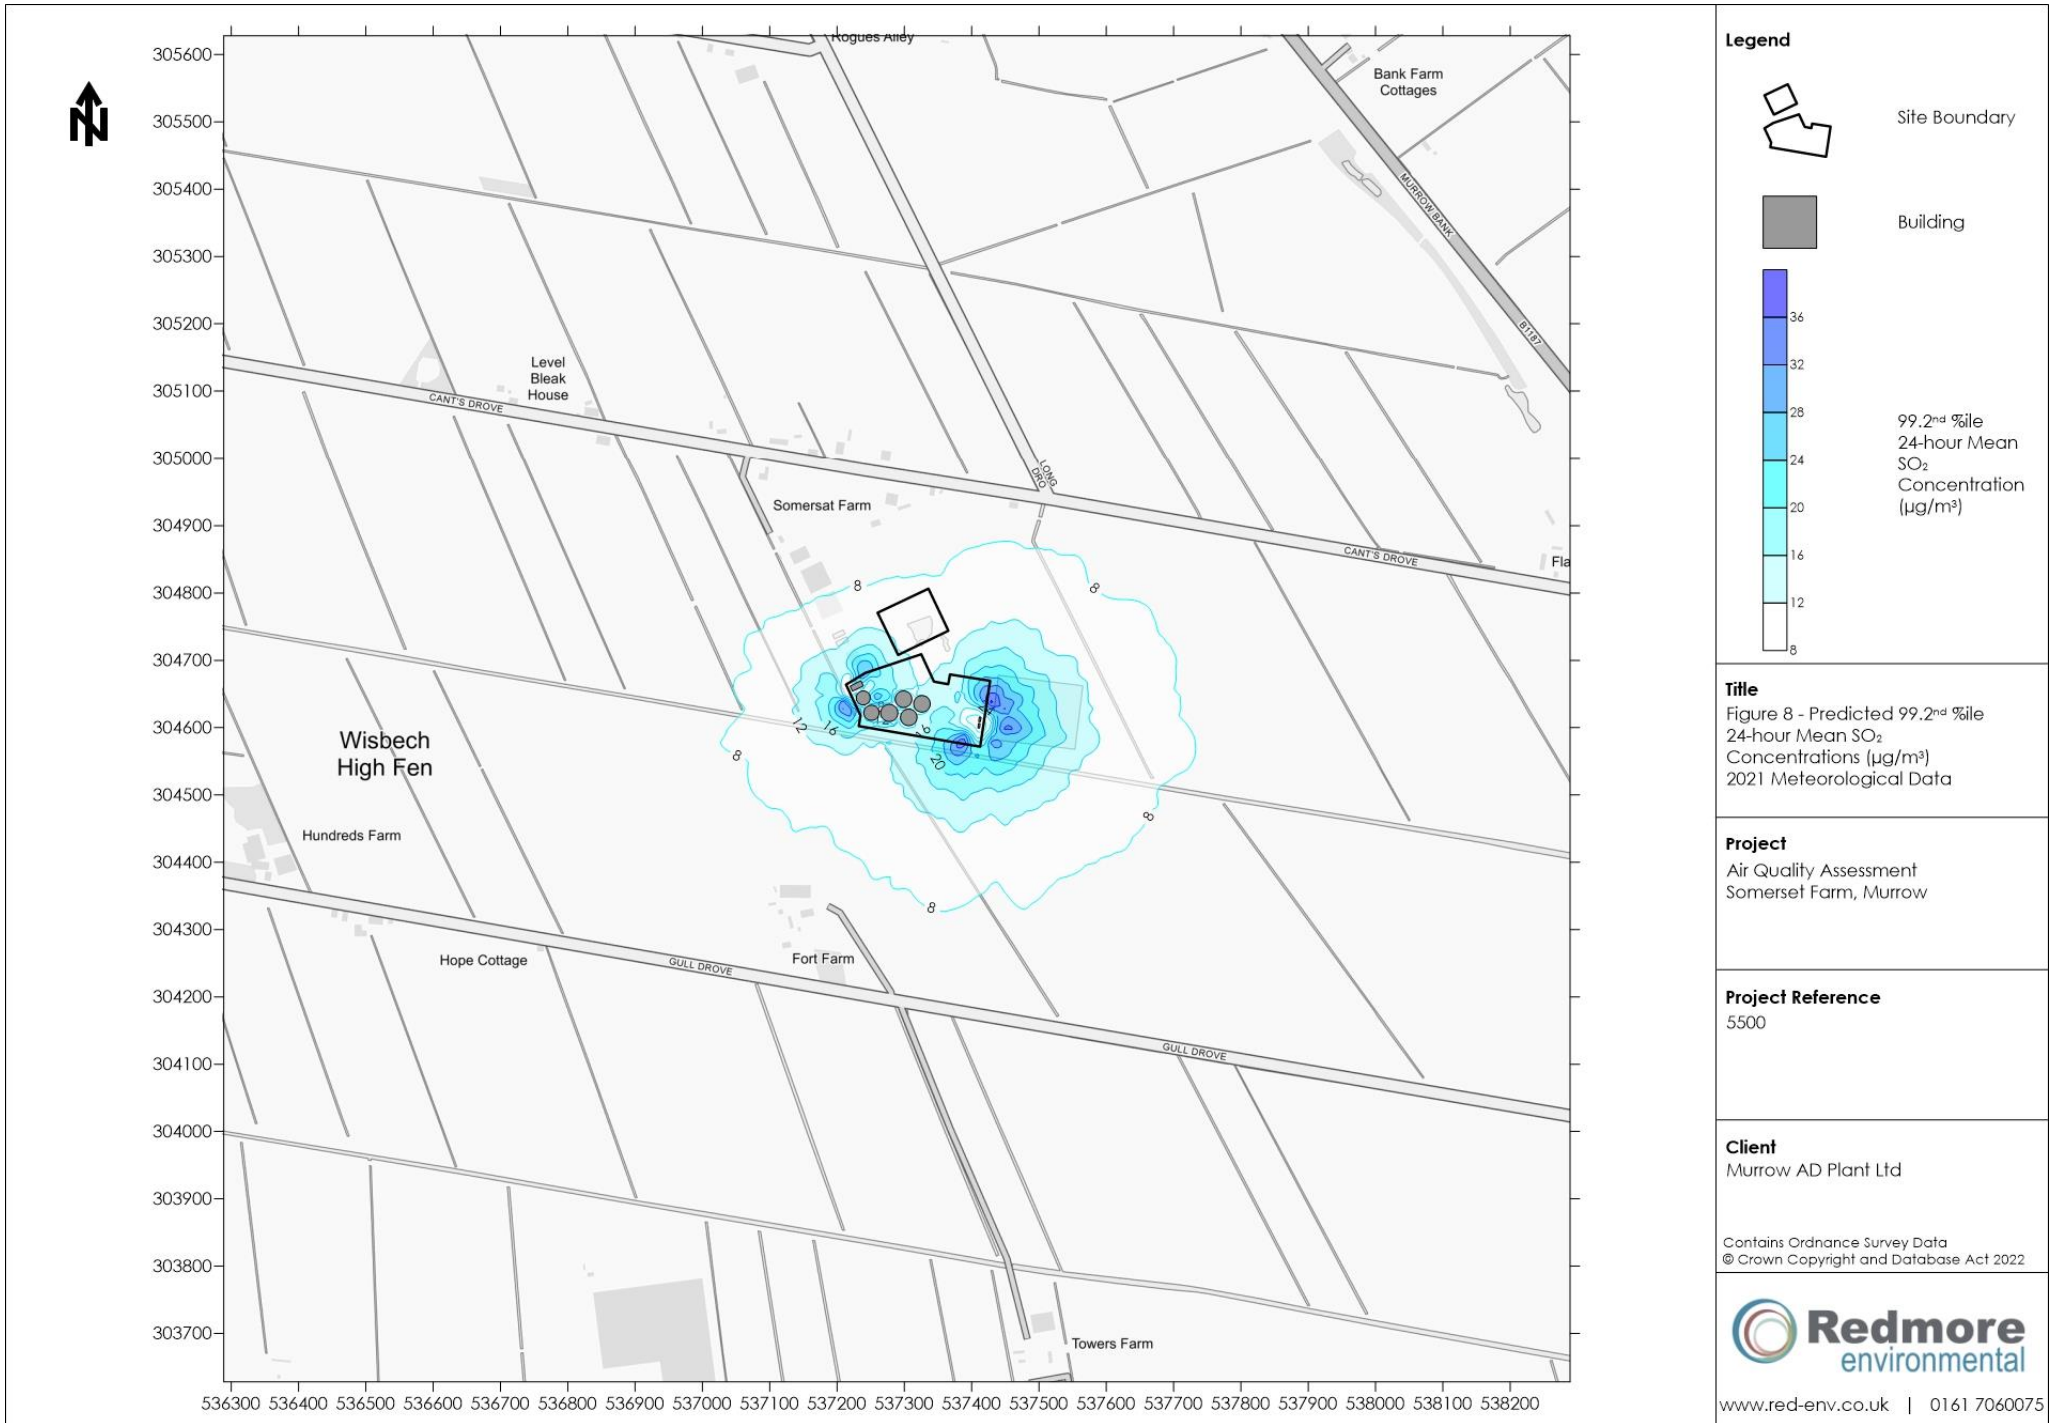 Rogues Alley
Bank Farm
Cottages
MURROW BANK
B1187
Level
Bleak
House
CANT'S DROVE
LONG
DRO
Somersat Farm
CANT'S DROVE
Fla
8
8
12
16
16
20
8
8
8
Wisbech
High Fen
Hundreds Farm
Hope Cottage
GULL DROVE
Fort Farm
GULL DROVE
Towers Farm
N
305600
305500
305400
305300
305200
305100
305000
304900
304800
304700
304600
304500
304400
304300
304200
304100
304000
303900
303800
303700
536300 536400 536500 536600 536700 536800 536900 537000 537100 537200 537300 537400 537500 537600 537700 537800 537900 538000 538100 538200
Legend
Site Boundary
Building
36
32
28
24
20
16
12
8
99.2ⁿᵈ %ile
24-hour Mean
SO₂
Concentration
(µg/m³)
Title
Figure 8 - Predicted 99.2ⁿᵈ %ile
24-hour Mean SO₂
Concentrations (µg/m³)
2021 Meteorological Data
Project
Air Quality Assessment
Somerset Farm, Murrow
Project Reference
5500
Client
Murrow AD Plant Ltd
Contains Ordnance Survey Data
© Crown Copyright and Database Act 2022
Redmore
environmental
www.red-env.co.uk | 0161 7060075